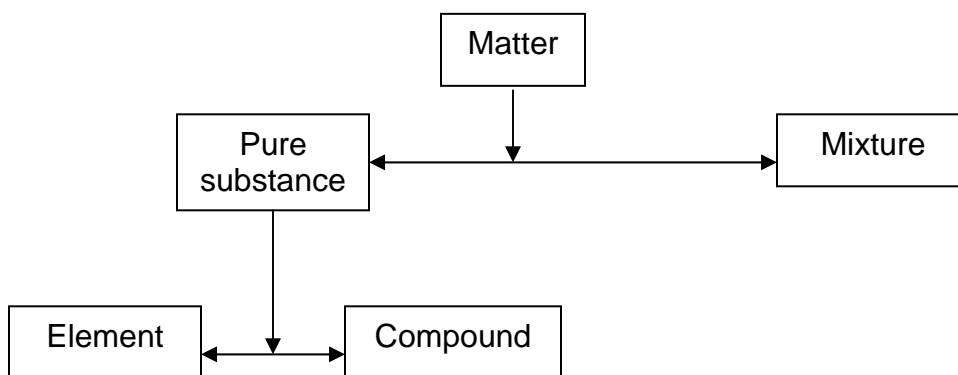 Matter
Pure
substance
Mixture
Element
Compound